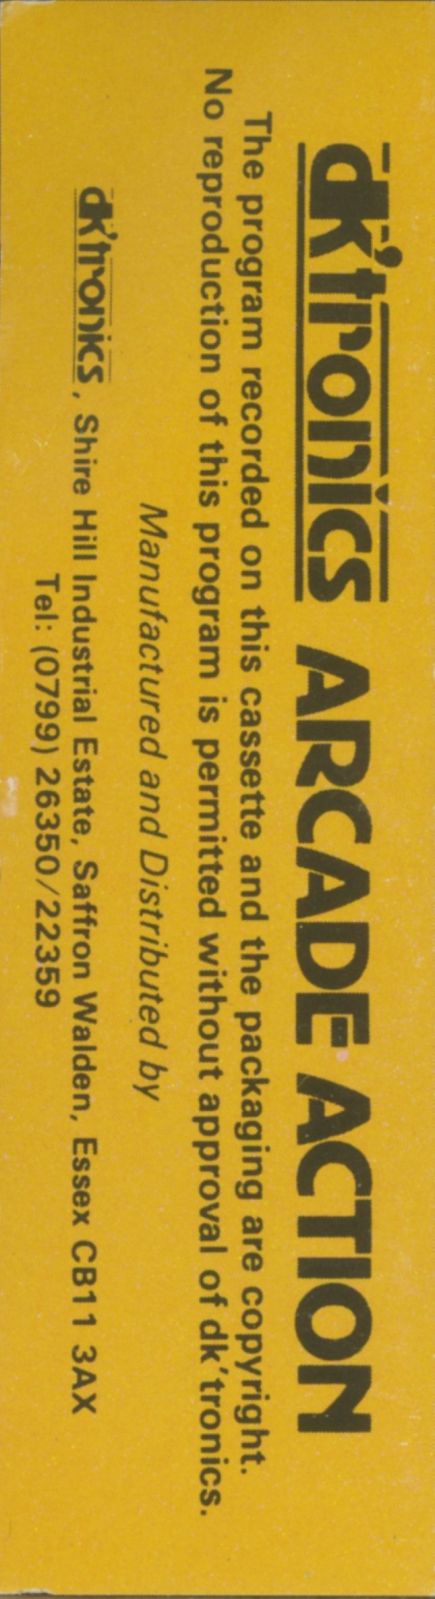 dk'tronics ARCADE ACTION
The program recorded on this cassette and the packaging are copyright.
No reproduction of this program is permitted without approval of dk'tronics.
Manufactured and Distributed by
dk'tronics, Shire Hill Industrial Estate, Saffron Walden, Essex CB11 3AX
Tel: (0799) 26350/22359